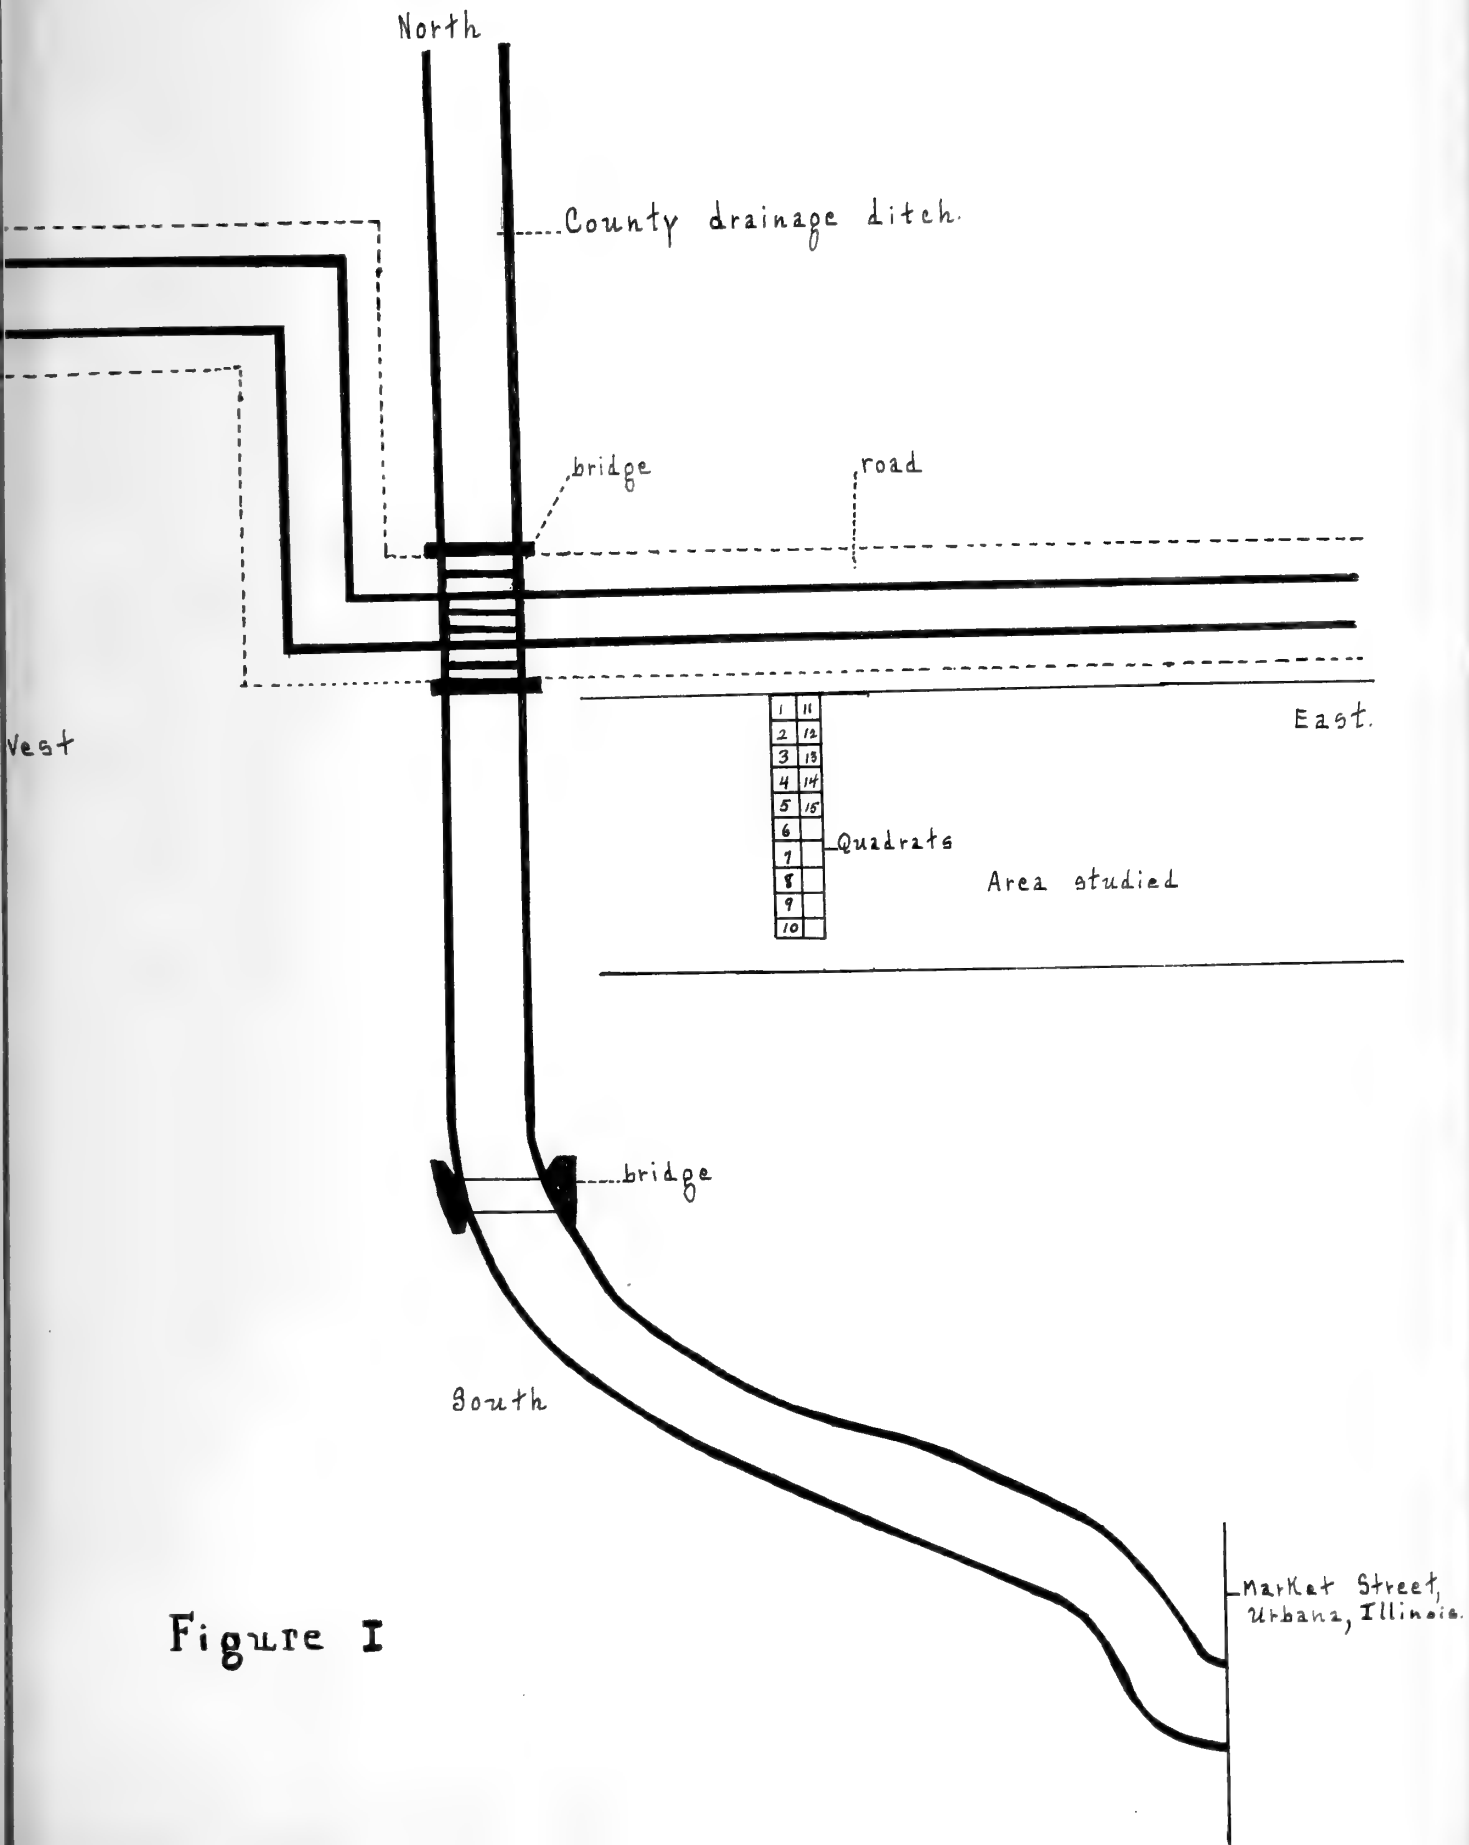 North
County drainage ditch.
bridge
road
1 11
2 12
3 13
4 14
5 15
6
7
8
9
10
East.
West
Quadrats
Area studied
bridge
South
Market Street,
Urbana, Illinois.
Figure I